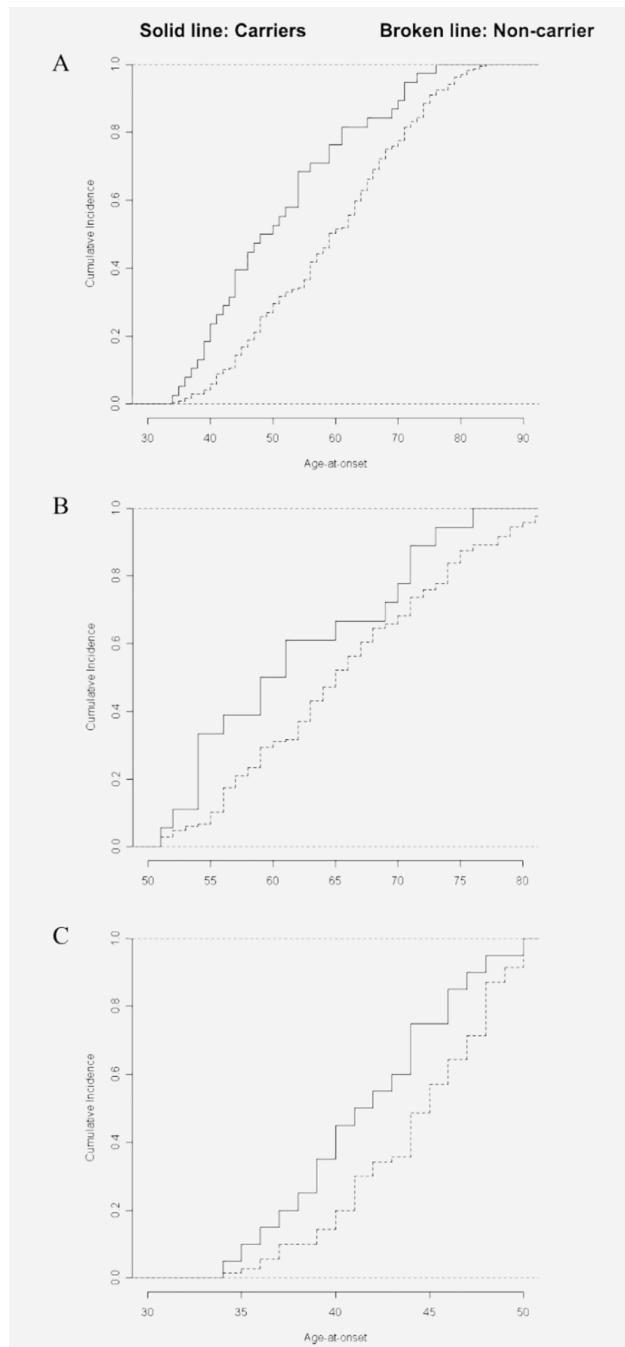 Solid line: Carriers Broken line: Non-carrier
A
1.0
0.8
0.6
0.4
0.2
0.0
Cumulative Incidence
30 40 50 60 70 80 90
Age-at-onset
B
1.0
0.8
0.6
0.4
0.2
0.0
Cumulative Incidence
50 55 60 65 70 75 80
Age-at-onset
C
1.0
0.8
0.6
0.4
0.2
0.0
Cumulative Incidence
30 35 40 45 50
Age-at-onset